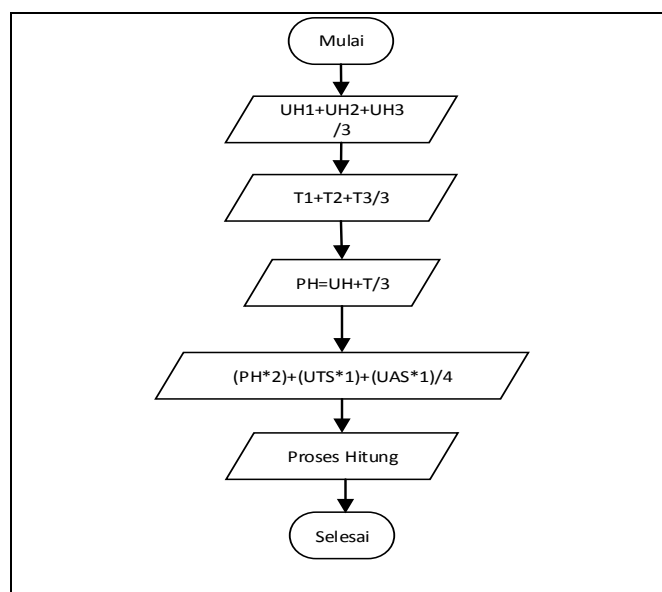 Mulai
UH1+UH2+UH3
/3
T1+T2+T3/3
PH=UH+T/3
(PH*2)+(UTS*1)+(UAS*1)/4
Proses Hitung
Selesai